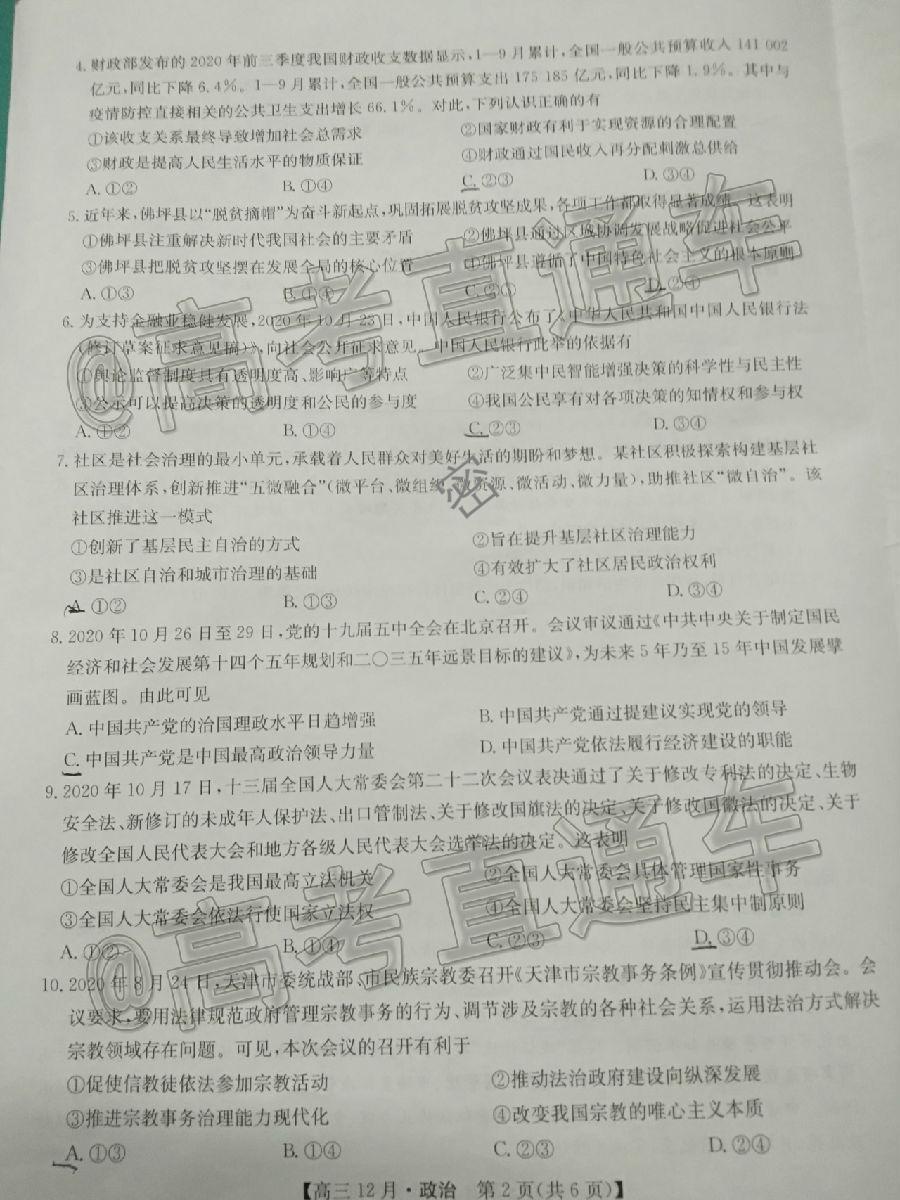 4. 财政部发布的 2020 年前三季度我国财政收支数据显示，1—9 月累计，全国一般公共预算收入 141 002
亿元，同比下降 6.4%。1—9 月累计，全国一般公共预算支出 175 185 亿元，同比下降 1.9%。其中与
疫情防控直接相关的公共卫生支出增长 66.1%。对此，下列认识正确的有
①该收支关系最终导致增加社会总需求 ②国家财政有利于实现资源的合理配置
③财政是提高人民生活水平的物质保证 ④财政通过国民收入再分配刺激总供给
A. ①② B. ①④ C. ②③ D. ③④
5. 近年来，佛坪县以“脱贫摘帽”为奋斗新起点，巩固拓展脱贫攻坚成果，各项工作都取得显著成绩。这表明
①佛坪县注重解决新时代我国社会的主要矛盾 ②佛坪县通过区域协调发展战略促进社会公平
③佛坪县把脱贫攻坚摆在发展全局的核心位置 ④佛坪县遵循了中国特色社会主义的根本原则
A. ①③ B. ①④ C. ②③ D. ②④
6. 为支持金融业稳健发展，2020 年 10 月 23 日，中国人民银行公布了《中华人民共和国中国人民银行法
(修订草案征求意见稿)》，向社会公开征求意见。中国人民银行此举的依据有
①舆论监督制度具有透明度高、影响广等特点 ②广泛集中民智能增强决策的科学性与民主性
③公示可以提高决策的透明度和公民的参与度 ④我国公民享有对各项决策的知情权和参与权
A. ①② B. ①④ C. ②③ D. ③④
7. 社区是社会治理的最小单元，承载着人民群众对美好生活的期盼和梦想。某社区积极探索构建基层社
区治理体系，创新推进“五微融合”(微平台、微组织、微资源、微活动、微力量)，助推社区“微自治”。该
社区推进这一模式
①创新了基层民主自治的方式 ②旨在提升基层社区治理能力
③是社区自治和城市治理的基础 ④有效扩大了社区居民政治权利
A. ①② B. ①③ C. ②④ D. ③④
8. 2020 年 10 月 26 日至 29 日，党的十九届五中全会在北京召开。会议审议通过《中共中央关于制定国民
经济和社会发展第十四个五年规划和二〇三五年远景目标的建议》，为未来 5 年乃至 15 年中国发展擘
画蓝图。由此可见
A. 中国共产党的治国理政水平日趋增强 B. 中国共产党通过提建议实现党的领导
C. 中国共产党是中国最高政治领导力量 D. 中国共产党依法履行经济建设的职能
9. 2020 年 10 月 17 日，十三届全国人大常委会第二十二次会议表决通过了关于修改专利法的决定、生物
安全法、新修订的未成年人保护法、出口管制法、关于修改国旗法的决定、关于修改国徽法的决定、关于
修改全国人民代表大会和地方各级人民代表大会选举法的决定。这表明
①全国人大常委会是我国最高立法机关 ②全国人大常委会具体管理国家性事务
③全国人大常委会依法行使国家立法权 ④全国人大常委会坚持民主集中制原则
A. ①② B. ①④ C. ②③ D. ③④
10. 2020 年 8 月 24 日，天津市委统战部、市民族宗教委召开《天津市宗教事务条例》宣传贯彻推动会。会
议要求，要用法律规范政府管理宗教事务的行为、调节涉及宗教的各种社会关系，运用法治方式解决
宗教领域存在问题。可见，本次会议的召开有利于
①促使信教徒依法参加宗教活动 ②推动法治政府建设向纵深发展
③推进宗教事务治理能力现代化 ④改变我国宗教的唯心主义本质
A. ①③ B. ①④ C. ②③ D. ②④
【高三 12 月·政治 第 2 页(共 6 页)】
@高考直通车
密
@高考直通车